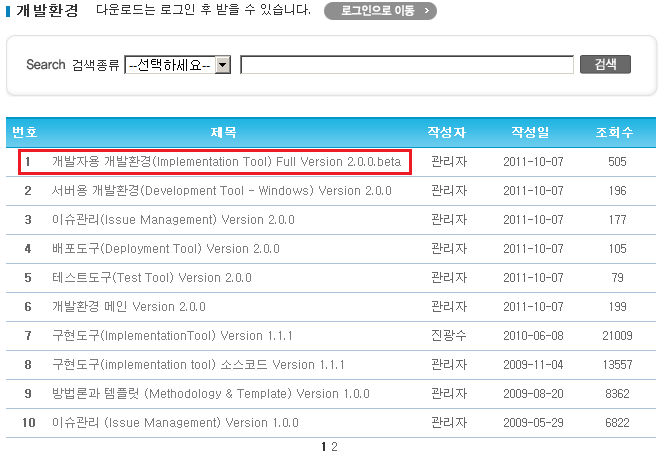 개발환경 다운로드는 로그인 후 받을 수 있습니다. 로그인으로 이동
Search 검색종류 --선택하세요-- 검색
번호 제목 작성자 작성일 조회수
1 개발자용 개발환경(Implementation Tool) Full Version 2.0.0.beta 관리자 2011-10-07 505
2 서버용 개발환경(Development Tool - Windows) Version 2.0.0 관리자 2011-10-07 196
3 이슈관리(Issue Management) Version 2.0.0 관리자 2011-10-07 177
4 배포도구(Deployment Tool) Version 2.0.0 관리자 2011-10-07 105
5 테스트도구(Test Tool) Version 2.0.0 관리자 2011-10-07 79
6 개발환경 메인 Version 2.0.0 관리자 2011-10-07 199
7 구현도구(ImplementationTool) Version 1.1.1 진광수 2010-06-08 21009
8 구현도구(implementation tool) 소스코드 Version 1.1.1 관리자 2009-11-04 13557
9 방법론과 템플릿 (Methodology & Template) Version 1.0.0 관리자 2009-08-20 8362
10 이슈관리 (Issue Management) Version 1.0.0 관리자 2009-05-29 6822
1 2